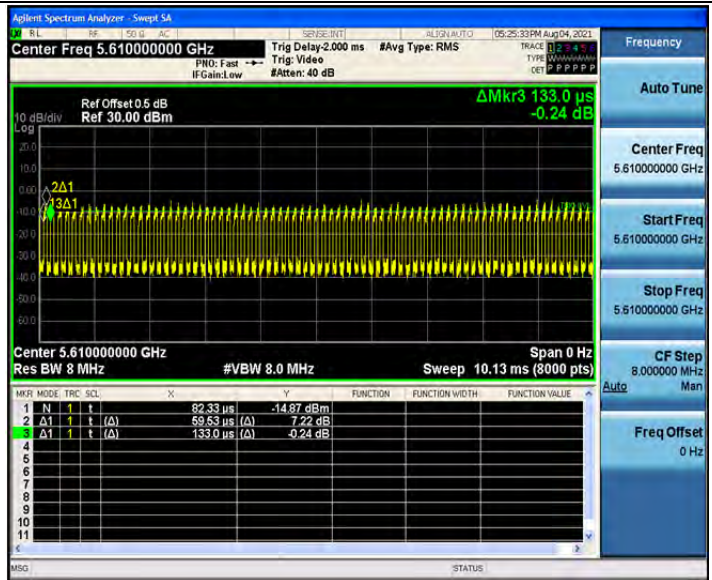 Agilent Spectrum Analyzer - Swept SA
RL RF 50 Ω AC SENSE:INT ALIGN AUTO 05:25:33 PM Aug 04, 2021
Center Freq 5.610000000 GHz
PNO: Fast
IFGain:Low
Trig Delay-2.000 ms
Trig: Video
#Atten: 40 dB
#Avg Type: RMS
TRACE 1 2 3 4 5 6
TYPE
DET P P P P P P
ΔMkr3 133.0 µs
-0.24 dB
Ref Offset 0.5 dB
10 dB/div Ref 30.00 dBm
Log
20.0
10.0
0.00
-10.0
-20.0
-30.0
-40.0
-50.0
-60.0
2Δ1
13Δ1
Center 5.610000000 GHz Span 0 Hz
Res BW 8 MHz #VBW 8.0 MHz Sweep 10.13 ms (8000 pts)
MKR MODE TRC SCL X Y FUNCTION FUNCTION WIDTH FUNCTION VALUE
1 N 1 t 82.33 µs -14.87 dBm
2 Δ1 1 t (Δ) 59.53 µs (Δ) 7.22 dB
3 Δ1 1 t (Δ) 133.0 µs (Δ) -0.24 dB
4
5
6
7
8
9
10
11
MSG STATUS
Frequency
Auto Tune
Center Freq
5.610000000 GHz
Start Freq
5.610000000 GHz
Stop Freq
5.610000000 GHz
CF Step
8.000000 MHz
Auto Man
Freq Offset
0 Hz